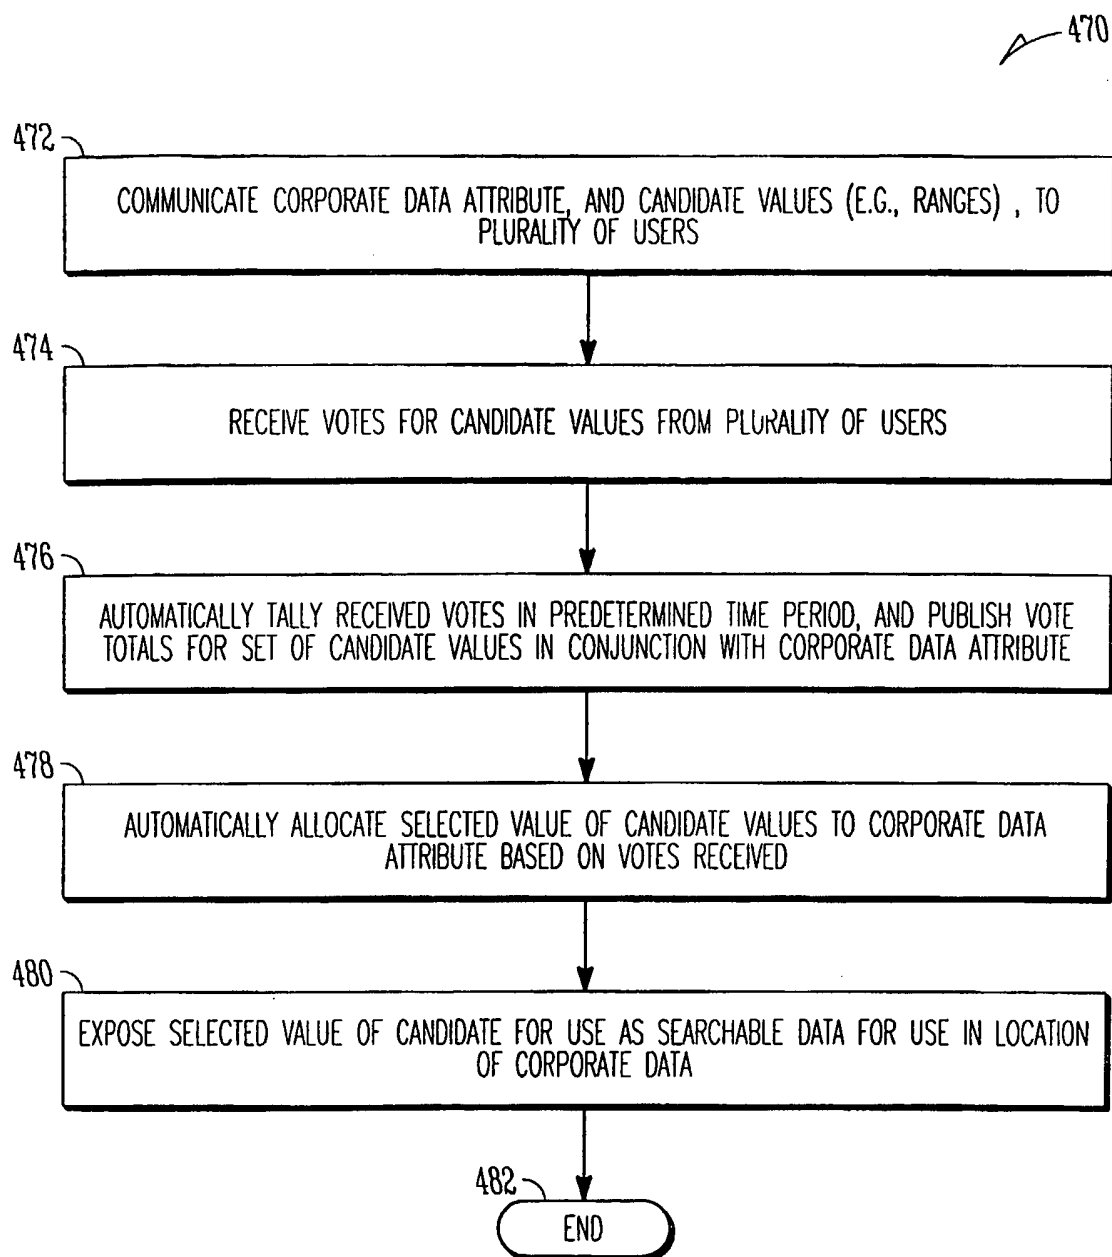 470
472
COMMUNICATE CORPORATE DATA ATTRIBUTE, AND CANDIDATE VALUES (E.G., RANGES) , TO
PLURALITY OF USERS
474
RECEIVE VOTES FOR CANDIDATE VALUES FROM PLURALITY OF USERS
476
AUTOMATICALLY TALLY RECEIVED VOTES IN PREDETERMINED TIME PERIOD, AND PUBLISH VOTE
TOTALS FOR SET OF CANDIDATE VALUES IN CONJUNCTION WITH CORPORATE DATA ATTRIBUTE
478
AUTOMATICALLY ALLOCATE SELECTED VALUE OF CANDIDATE VALUES TO CORPORATE DATA
ATTRIBUTE BASED ON VOTES RECEIVED
480
EXPOSE SELECTED VALUE OF CANDIDATE FOR USE AS SEARCHABLE DATA FOR USE IN LOCATION
OF CORPORATE DATA
482
END